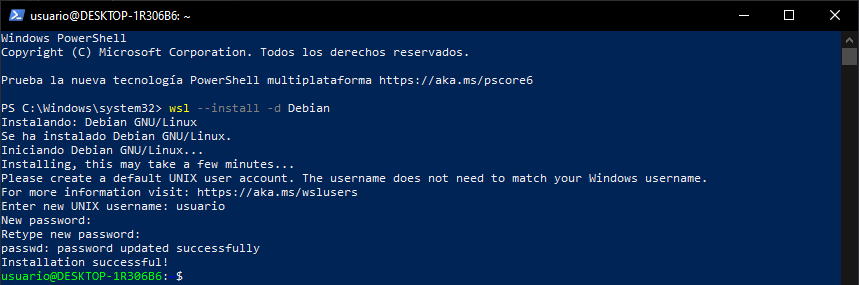 usuario@DESKTOP-1R306B6: ~
Windows PowerShell
Copyright (C) Microsoft Corporation. Todos los derechos reservados.
Prueba la nueva tecnología PowerShell multiplataforma https://aka.ms/pscore6
PS C:\Windows\system32> wsl --install -d Debian
Instalando: Debian GNU/Linux
Se ha instalado Debian GNU/Linux.
Iniciando Debian GNU/Linux...
Installing, this may take a few minutes...
Please create a default UNIX user account. The username does not need to match your Windows username.
For more information visit: https://aka.ms/wslusers
Enter new UNIX username: usuario
New password:
Retype new password:
passwd: password updated successfully
Installation successful!
usuario@DESKTOP-1R306B6: $